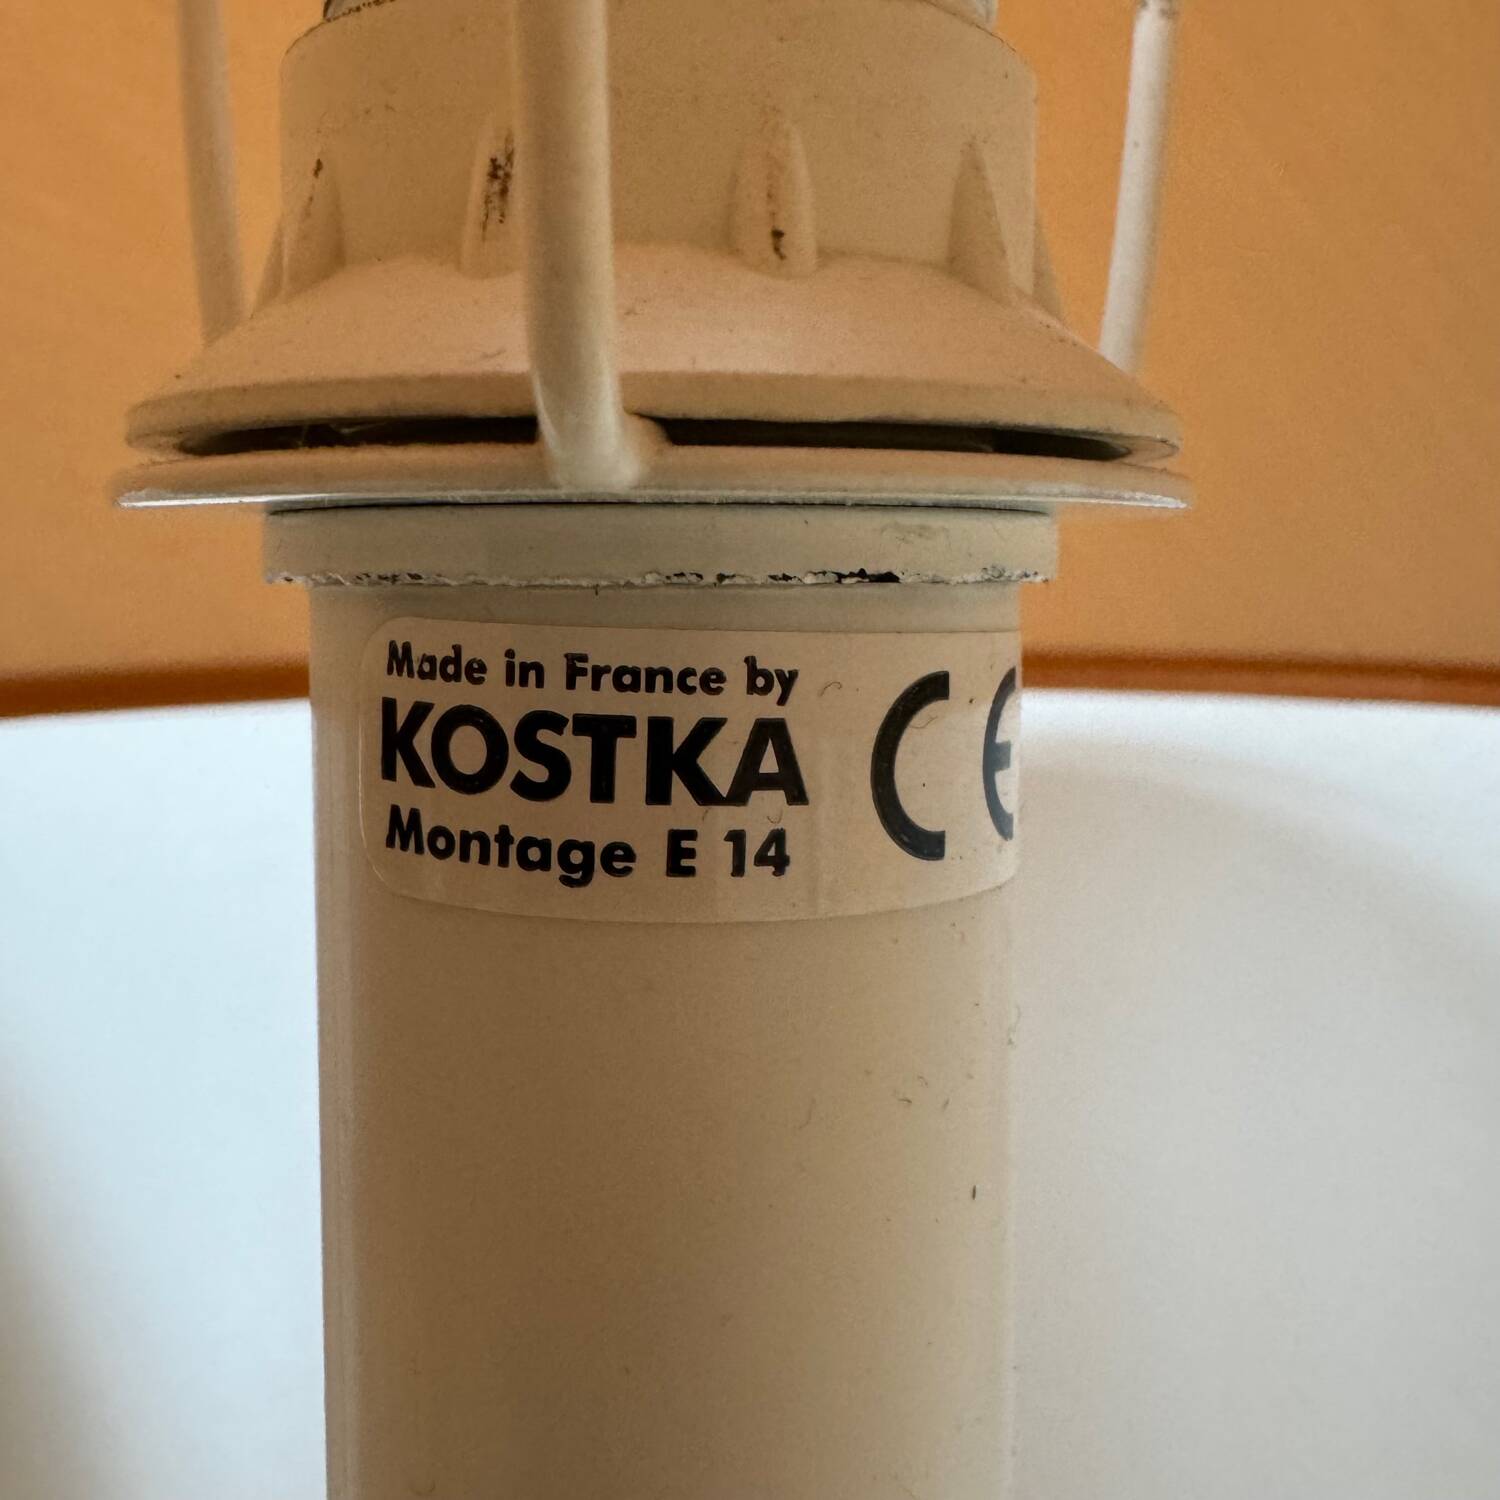 Made in France by
KOSTKA
Montage E 14
CE